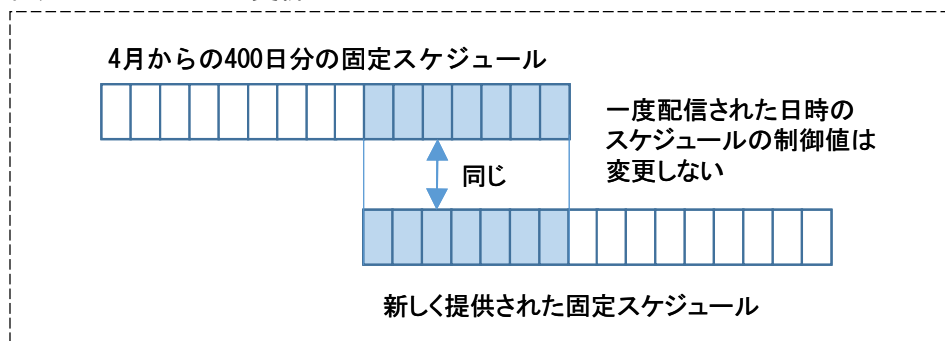 4月からの400日分の固定スケジュール
一度配信された日時の
スケジュールの制御値は
変更しない
同じ
新しく提供された固定スケジュール